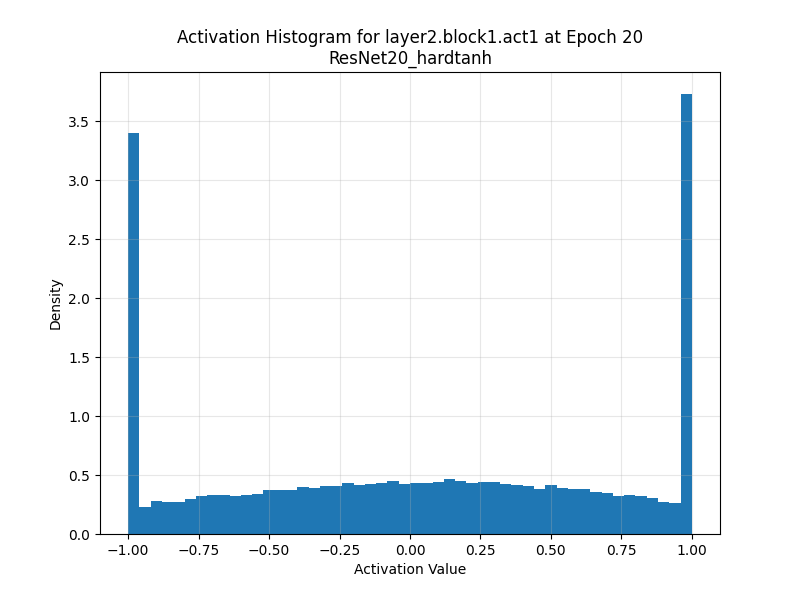 Activation Histogram for layer2.block1.act1 at Epoch 20
ResNet20_hardtanh
3.5
3.0
2.5
2.0
1.5
1.0
0.5
0.0
Density
−1.00 −0.75 −0.50 −0.25 0.00 0.25 0.50 0.75 1.00
Activation Value